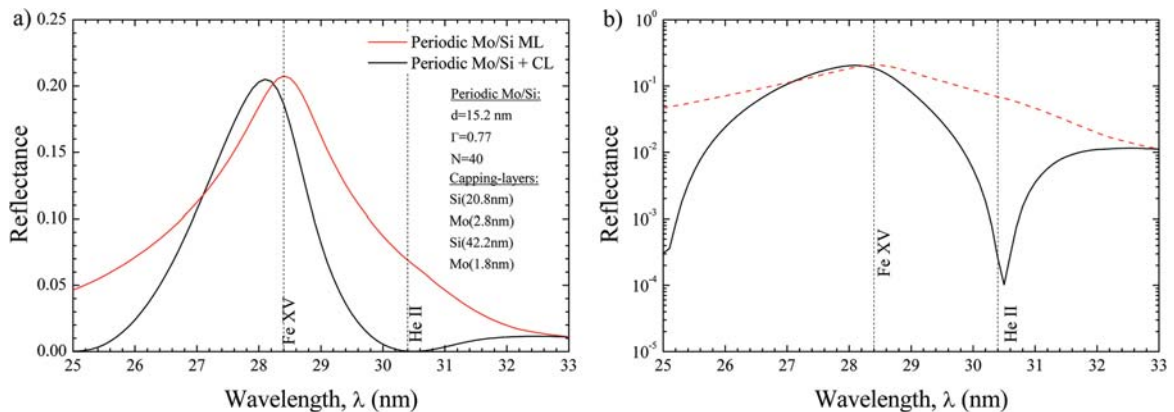 a)
0.25
0.20
0.15
0.10
0.05
0.00
Reflectance
25 26 27 28 29 30 31 32 33
Wavelength, λ (nm)
Periodic Mo/Si ML
Periodic Mo/Si + CL
Periodic Mo/Si:
d=15.2 nm
Γ=0.77
N=40
Capping-layers:
Si(20.8nm)
Mo(2.8nm)
Si(42.2nm)
Mo(1.8nm)
Fe XV
He II
b)
10⁰
10⁻¹
10⁻²
10⁻³
10⁻⁴
10⁻⁵
Reflectance
25 26 27 28 29 30 31 32 33
Wavelength, λ (nm)
Fe XV
He II